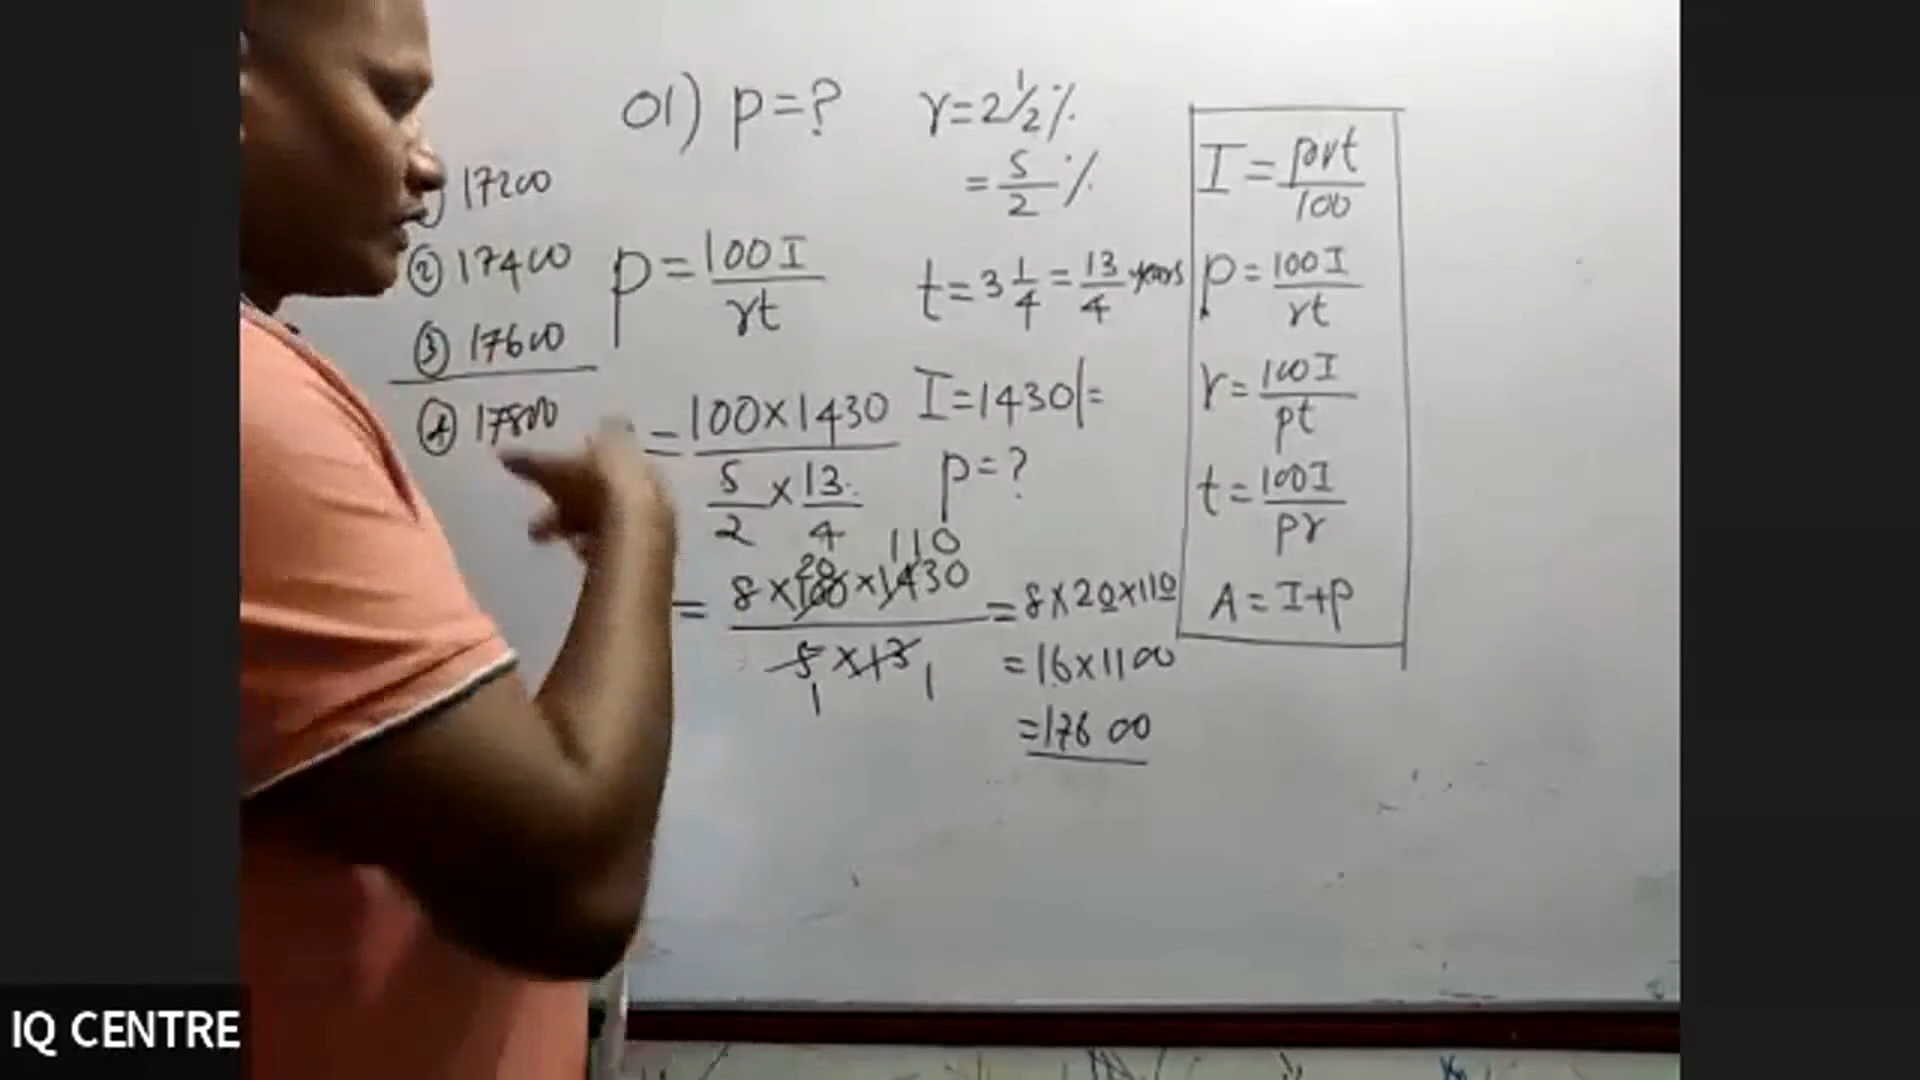 01) p=?
r=2 1/2 %
= 5/2 %
17200
② 17400
③ 17600
④ 17800
p = 100I / rt
t = 3 1/4 = 13/4 years
I = 1430/=
p = ?
= 100×1430 / 5/2 × 13/4
110
20
= 8×100×1430 / 5×13
1 1
= 8×20×110
= 16×1100
= 17600
I = prt / 100
p = 100I / rt
r = 100I / pt
t = 100I / pr
A = I+p
IQ CENTRE